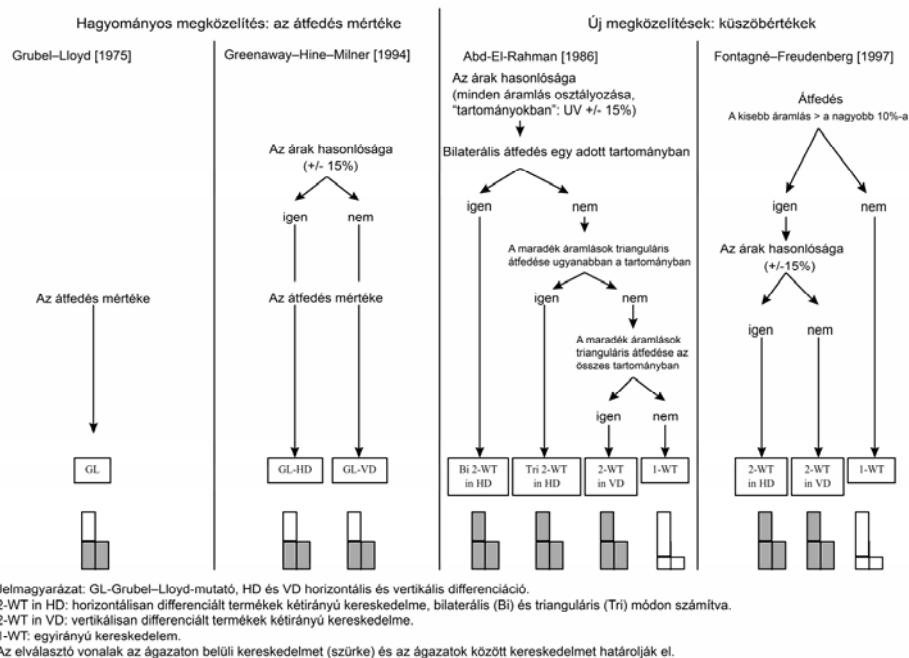 Hagyományos megközelítés: az átfedés mértéke
Új megközelítések: küszöbértékek
Grubel–Lloyd [1975]
Az átfedés mértéke
GL
Greenaway–Hine–Milner [1994]
Az árak hasonlósága
(+/- 15%)
igen
nem
Az átfedés mértéke
GL-HD
GL-VD
Abd-El-Rahman [1986]
Az árak hasonlósága
(minden áramlás osztályozása,
"tartományokban": UV +/- 15%)
Bilaterális átfedés egy adott tartományban
igen
nem
A maradék áramlások trianguláris
átfedése ugyanabban a tartományban
igen
nem
A maradék áramlások
trianguláris átfedése az
összes tartományban
igen
nem
Bi 2-WT
in HD
Tri 2-WT
in HD
2-WT
in VD
1-WT
Fontagné–Freudenberg [1997]
Átfedés
A kisebb áramlás > a nagyobb 10%-a
igen
nem
Az árak hasonlósága
(+/-15%)
igen
nem
2-WT
in HD
2-WT
in VD
1-WT
Jelmagyarázat: GL-Grubel–Lloyd-mutató, HD és VD horizontális és vertikális differenciáció.
2-WT in HD: horizontálisan differenciált termékek kétirányú kereskedelme, bilaterális (Bi) és trianguláris (Tri) módon számítva.
2-WT in VD: vertikálisan differenciált termékek kétirányú kereskedelme.
1-WT: egyirányú kereskedelem.
Az elválasztó vonalak az ágazaton belüli kereskedelmet (szürke) és az ágazatok között kereskedelmet határolják el.